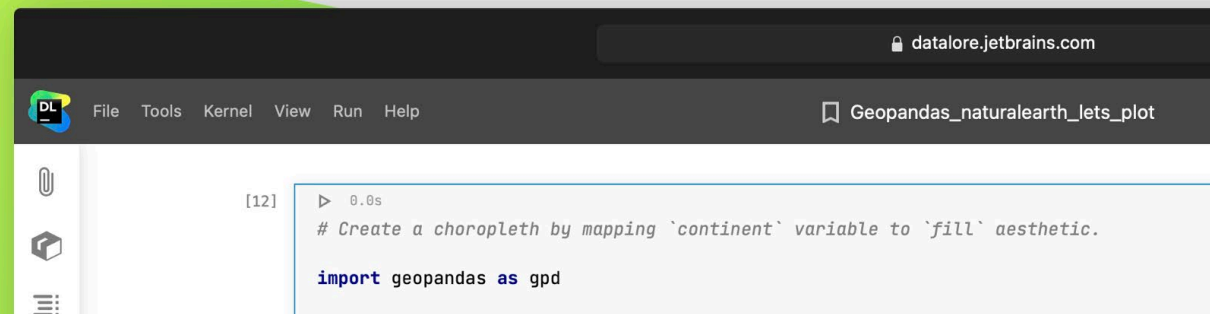 datalore.jetbrains.com
DL File Tools Kernel View Run Help Geopandas_naturalearth_lets_plot
[12] 0.0s
# Create a choropleth by mapping `continent` variable to `fill` aesthetic.
import geopandas as gpd